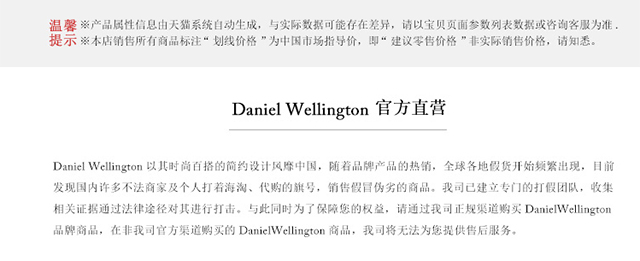 温馨 ※产品属性信息由天猫系统自动生成，与实际数据可能存在差异，请以宝贝页面参数列表数据或咨询客服为准.
提示 ※本店销售所有商品标注“划线价格”为中国市场指导价，即“建议零售价格”非实际销售价格，请知悉。
Daniel Wellington 官方直营
Daniel Wellington 以其时尚百搭的简约设计风靡中国，随着品牌产品的热销，全球各地假货开始频繁出现，目前
发现国内许多不法商家及个人打着海淘、代购的旗号，销售假冒伪劣的商品。我司已建立专门的打假团队，收集
相关证据通过法律途径对其进行打击。与此同时为了保障您的权益，请通过我司正规渠道购买 DanielWellington
品牌商品，在非我司官方渠道购买的 DanielWellington 商品，我司将无法为您提供售后服务。